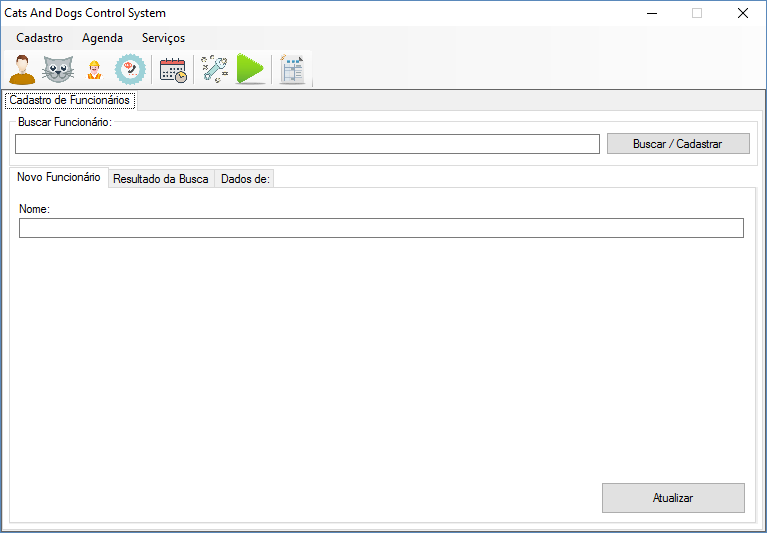 Cats And Dogs Control System
Cadastro Agenda Serviços
Cadastro de Funcionários
Buscar Funcionário:
Buscar / Cadastrar
Novo Funcionário Resultado da Busca Dados de:
Nome:
Atualizar